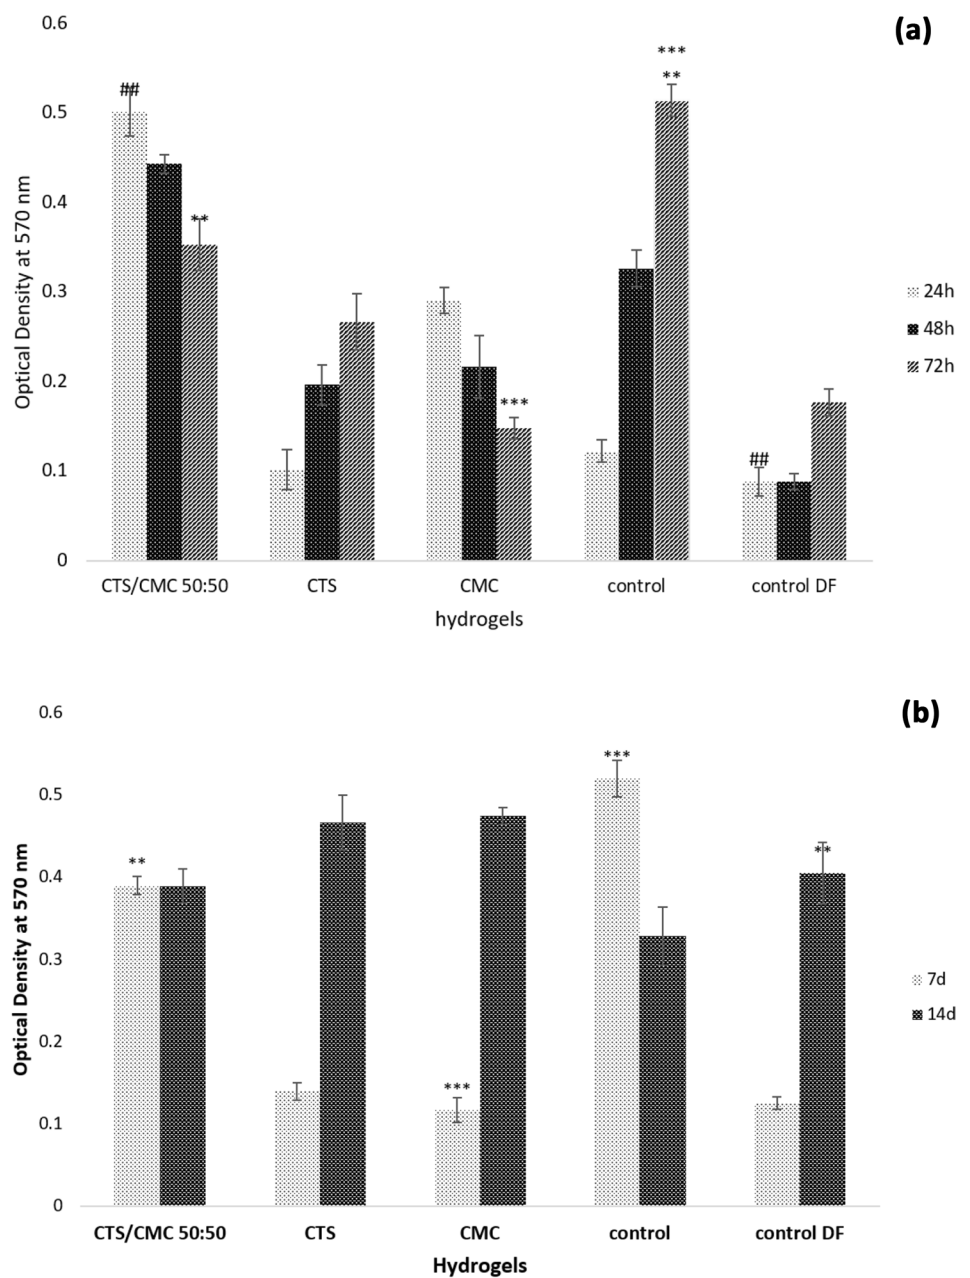 (a)
0.6
0.5
0.4
0.3
0.2
0.1
0
Optical Density at 570 nm
##
**
***
***
**
##
24h
48h
72h
CTS/CMC 50:50 CTS CMC control control DF
hydrogels
(b)
0.6
0.5
0.4
0.3
0.2
0.1
0
Optical Density at 570 nm
**
***
***
**
7d
14d
CTS/CMC 50:50 CTS CMC control control DF
Hydrogels